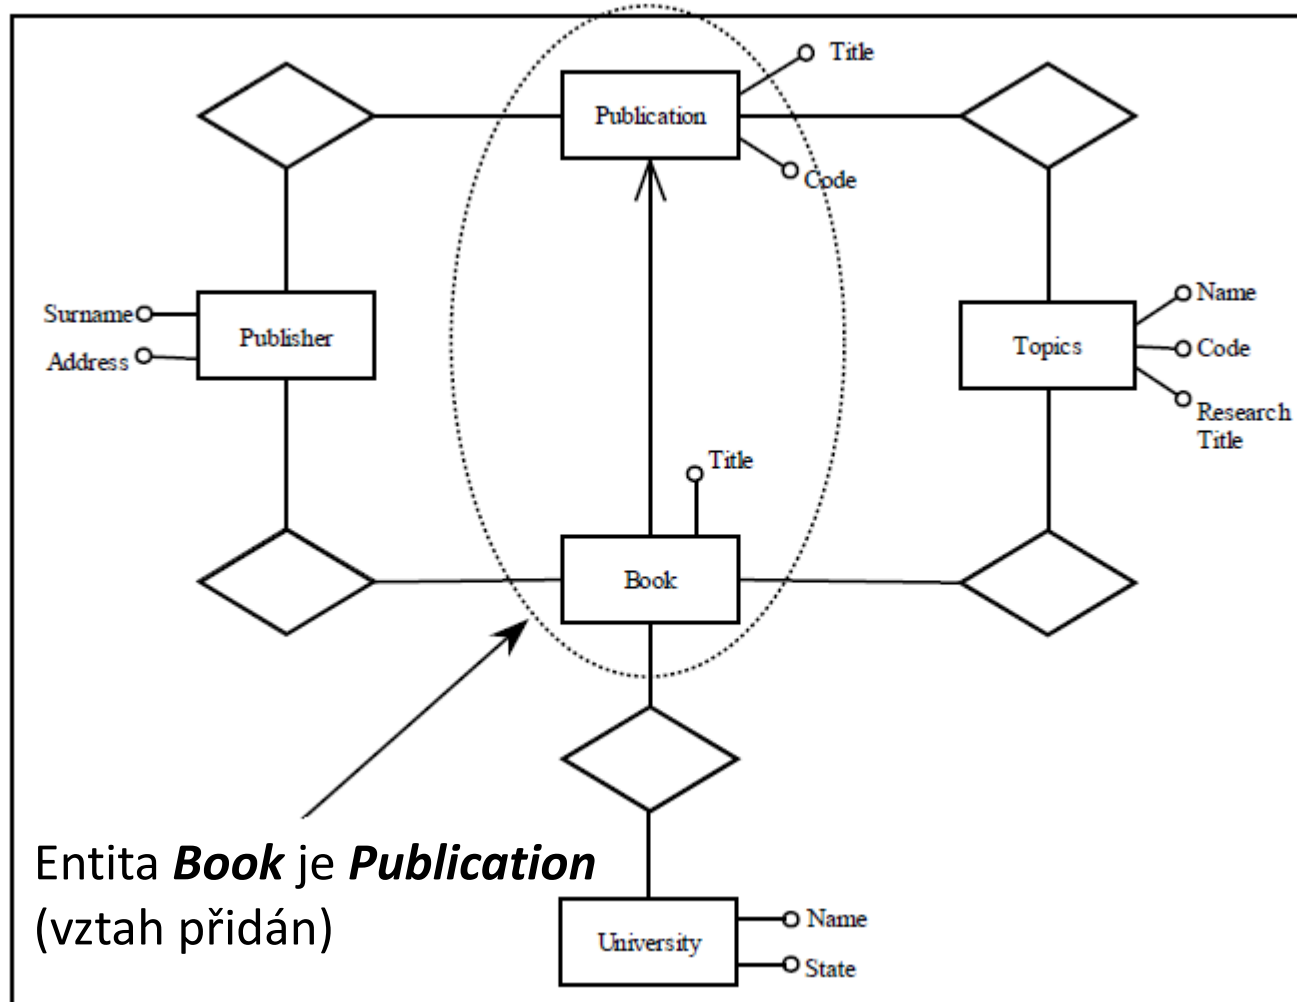 Title
Publication
Code
Surname
Address
Publisher
Topics
Name
Code
Research
Title
Title
Book
Entita Book je Publication
(vztah přidán)
University
Name
State